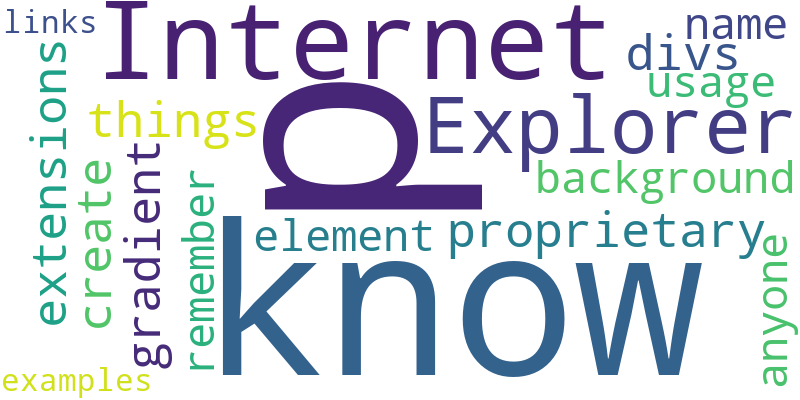 links
Internet
name
divs
usage
things
p
Explorer
extensions
create
gradient
remember
background
element
proprietary
know
anyone
examples